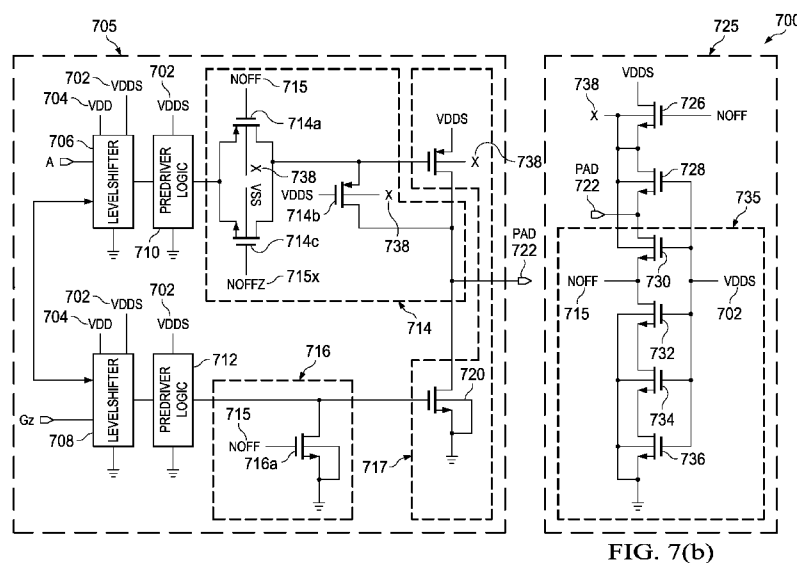 700
705
725
702
704
VDDS
VDD
702
VDDS
706
A
LEVELSHIFTER
PREDRIVER
LOGIC
710
NOFF
715
714a
X
738
VSS
VDDS
714b
X
738
714c
NOFFZ
715x
714
VDDS
X
738
PAD
722
717
720
702
704
VDDS
VDD
702
VDDS
712
LEVELSHIFTER
PREDRIVER
LOGIC
Gz
708
716
715
NOFF
716a
738
X
VDDS
726
NOFF
728
PAD
722
735
730
NOFF
715
VDDS
702
732
734
736
FIG. 7(b)